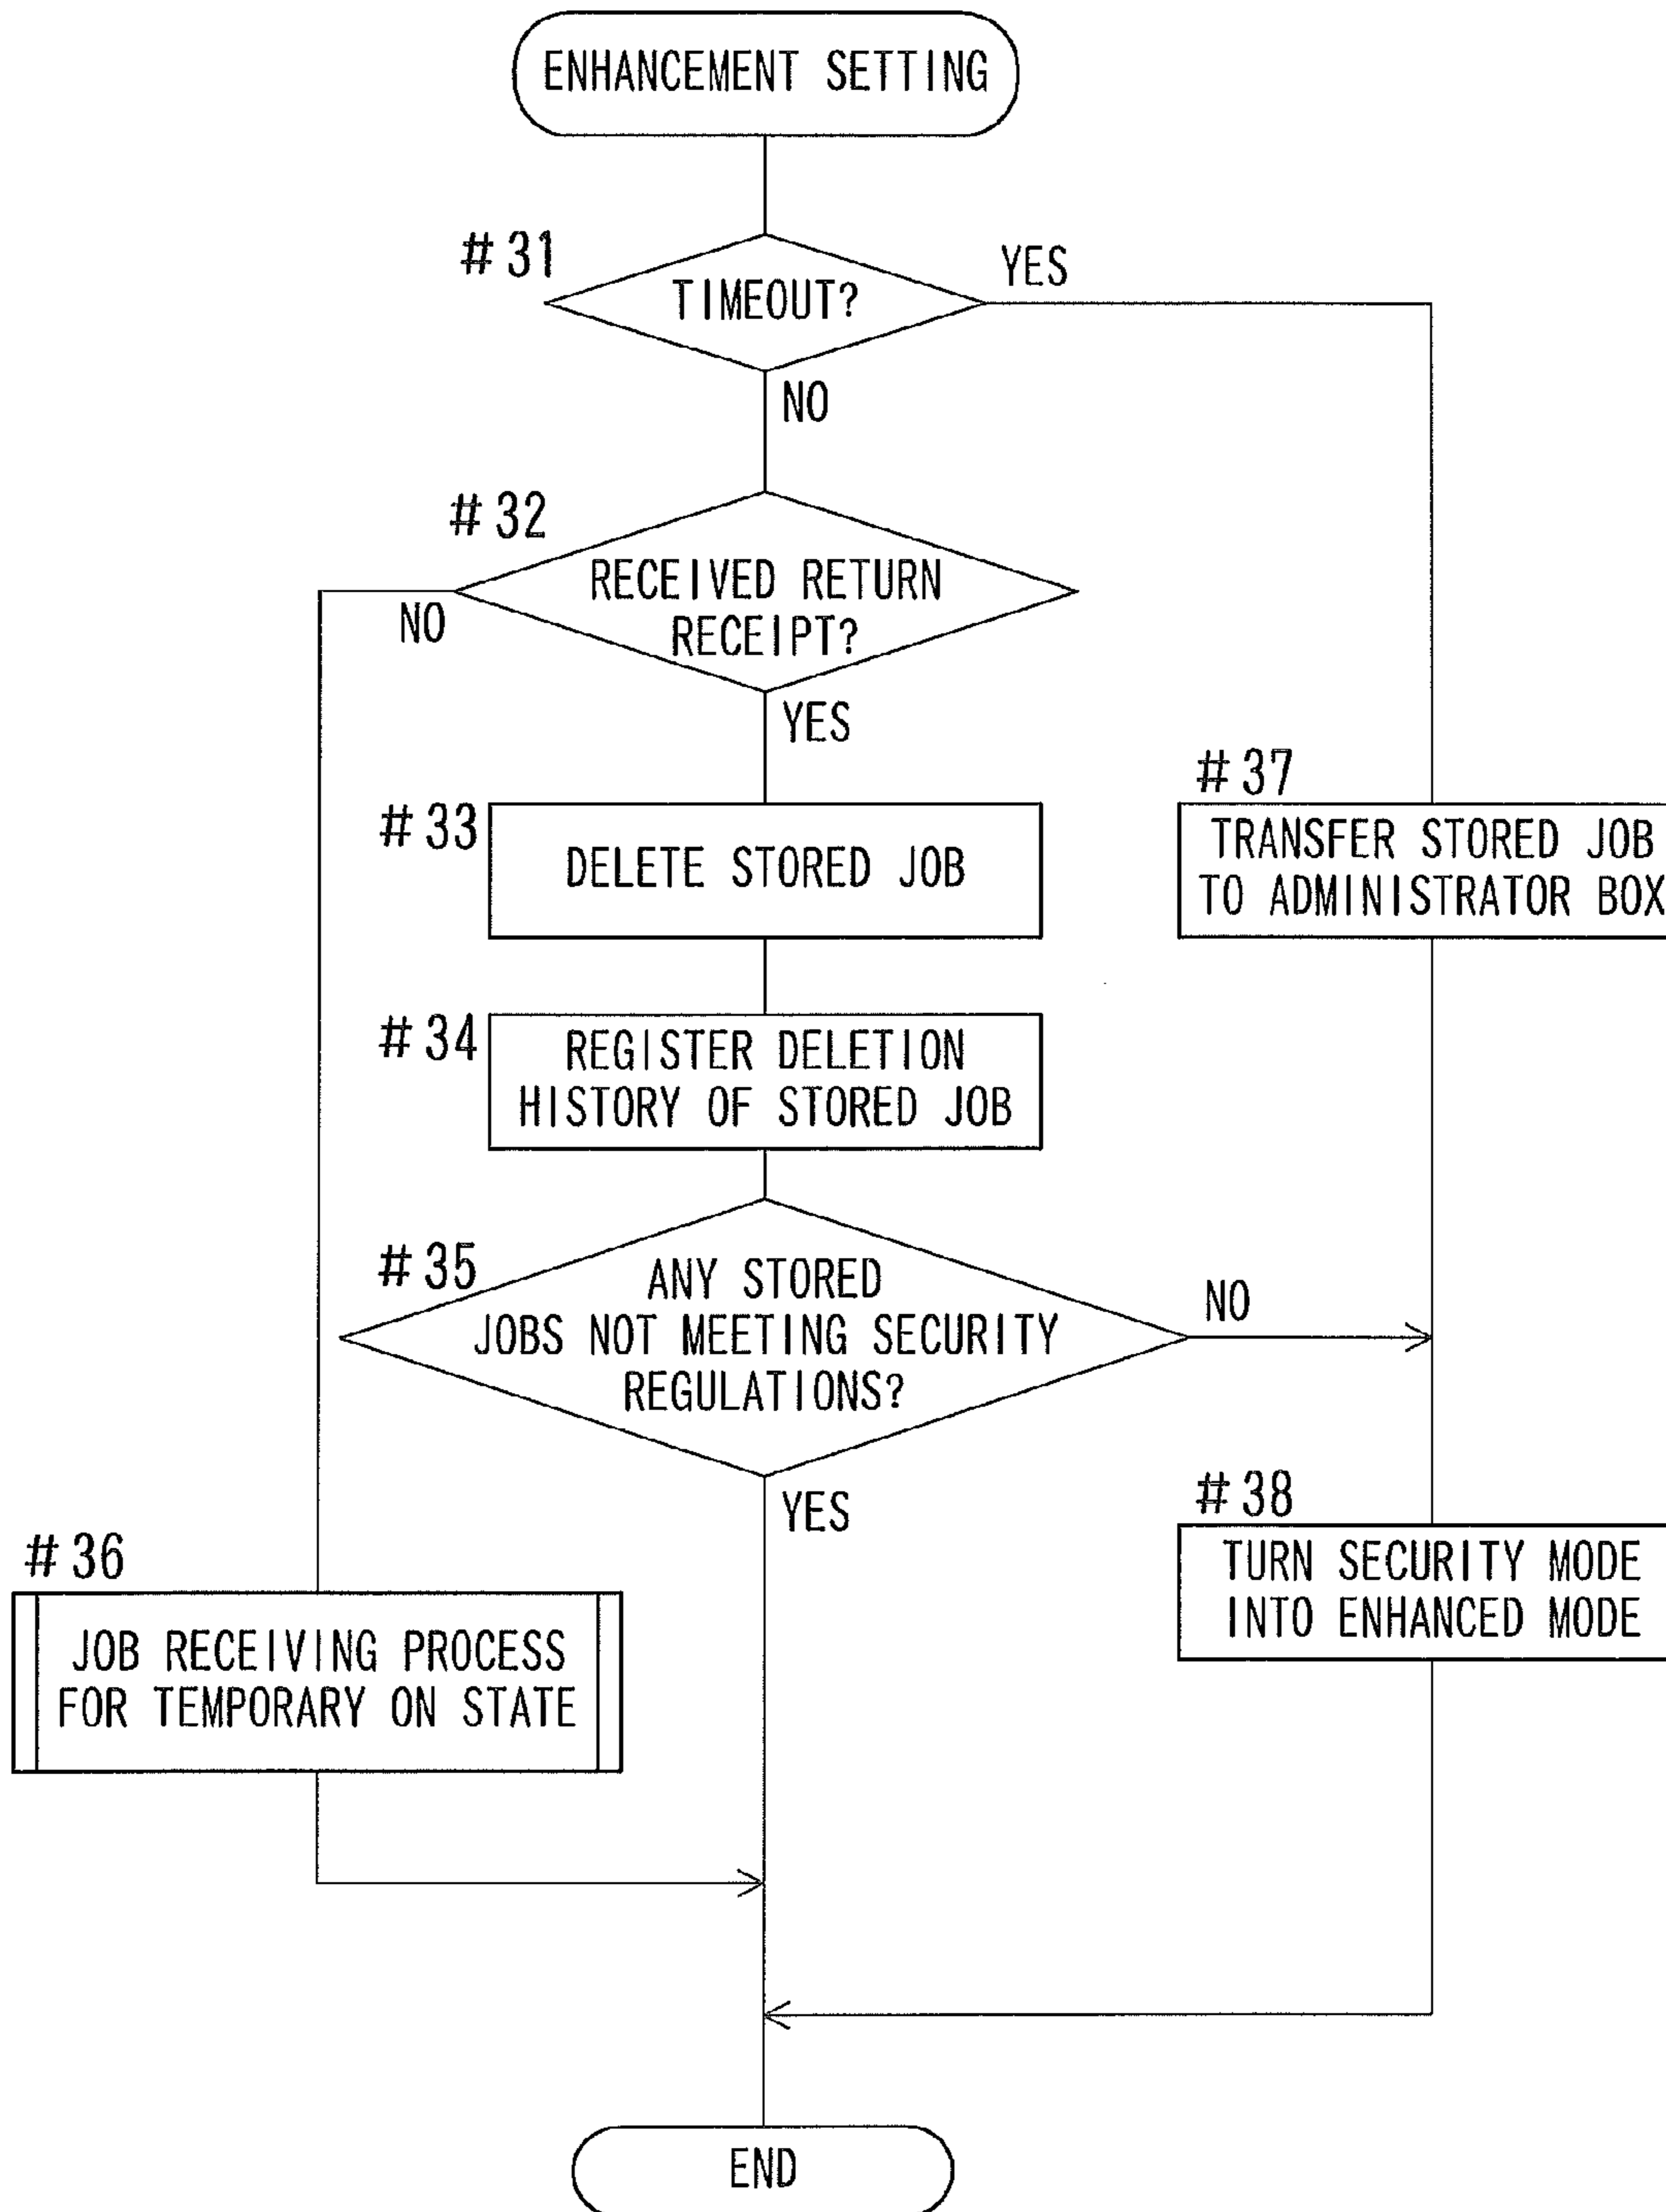 ENHANCEMENT SETTING
#31
TIMEOUT?
YES
NO
#32
RECEIVED RETURN
RECEIPT?
NO
YES
#33
DELETE STORED JOB
#37
TRANSFER STORED JOB
TO ADMINISTRATOR BOX
#34
REGISTER DELETION
HISTORY OF STORED JOB
#35
ANY STORED
JOBS NOT MEETING SECURITY
REGULATIONS?
NO
YES
#36
JOB RECEIVING PROCESS
FOR TEMPORARY ON STATE
#38
TURN SECURITY MODE
INTO ENHANCED MODE
END